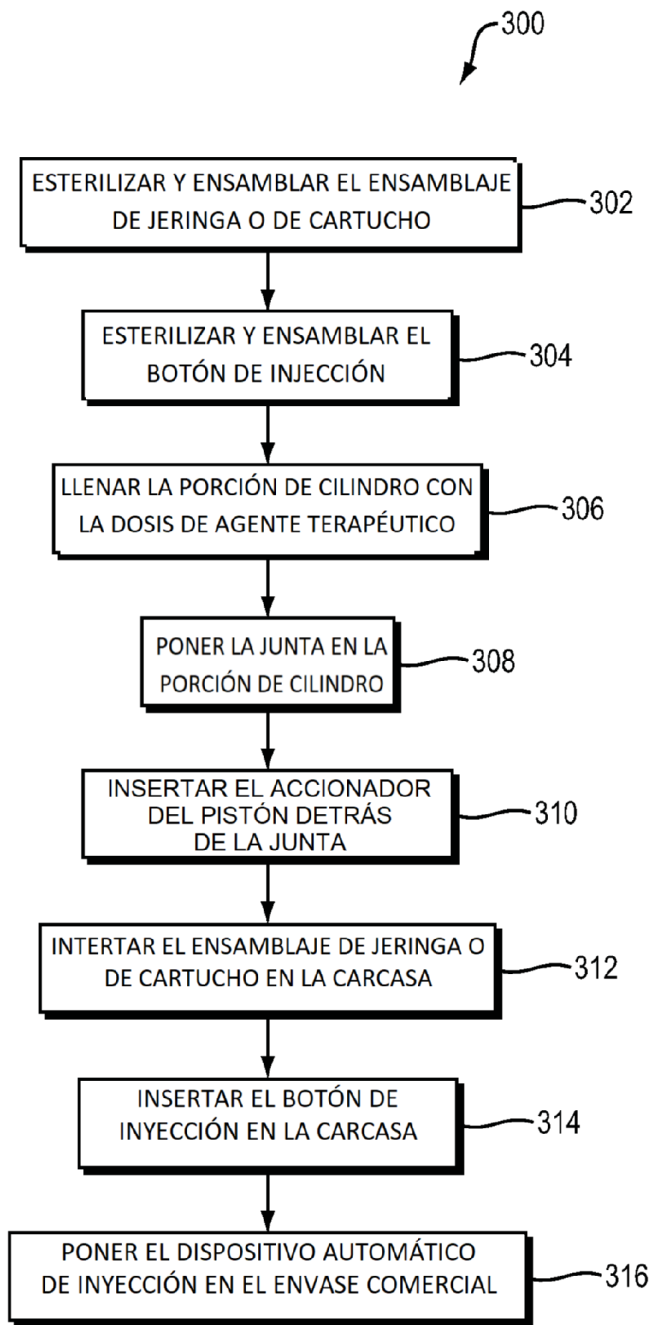 300
ESTERILIZAR Y ENSAMBLAR EL ENSAMBLAJE
DE JERINGA O DE CARTUCHO
302
ESTERILIZAR Y ENSAMBLAR EL
BOTÓN DE INJECCIÓN
304
LLENAR LA PORCIÓN DE CILINDRO CON
LA DOSIS DE AGENTE TERAPÉUTICO
306
PONER LA JUNTA EN LA
PORCIÓN DE CILINDRO
308
INSERTAR EL ACCIONADOR
DEL PISTÓN DETRÁS
DE LA JUNTA
310
INTERTAR EL ENSAMBLAJE DE JERINGA O
DE CARTUCHO EN LA CARCASA
312
INSERTAR EL BOTÓN DE
INYECCIÓN EN LA CARCASA
314
PONER EL DISPOSITIVO AUTOMÁTICO
DE INYECCIÓN EN EL ENVASE COMERCIAL
316